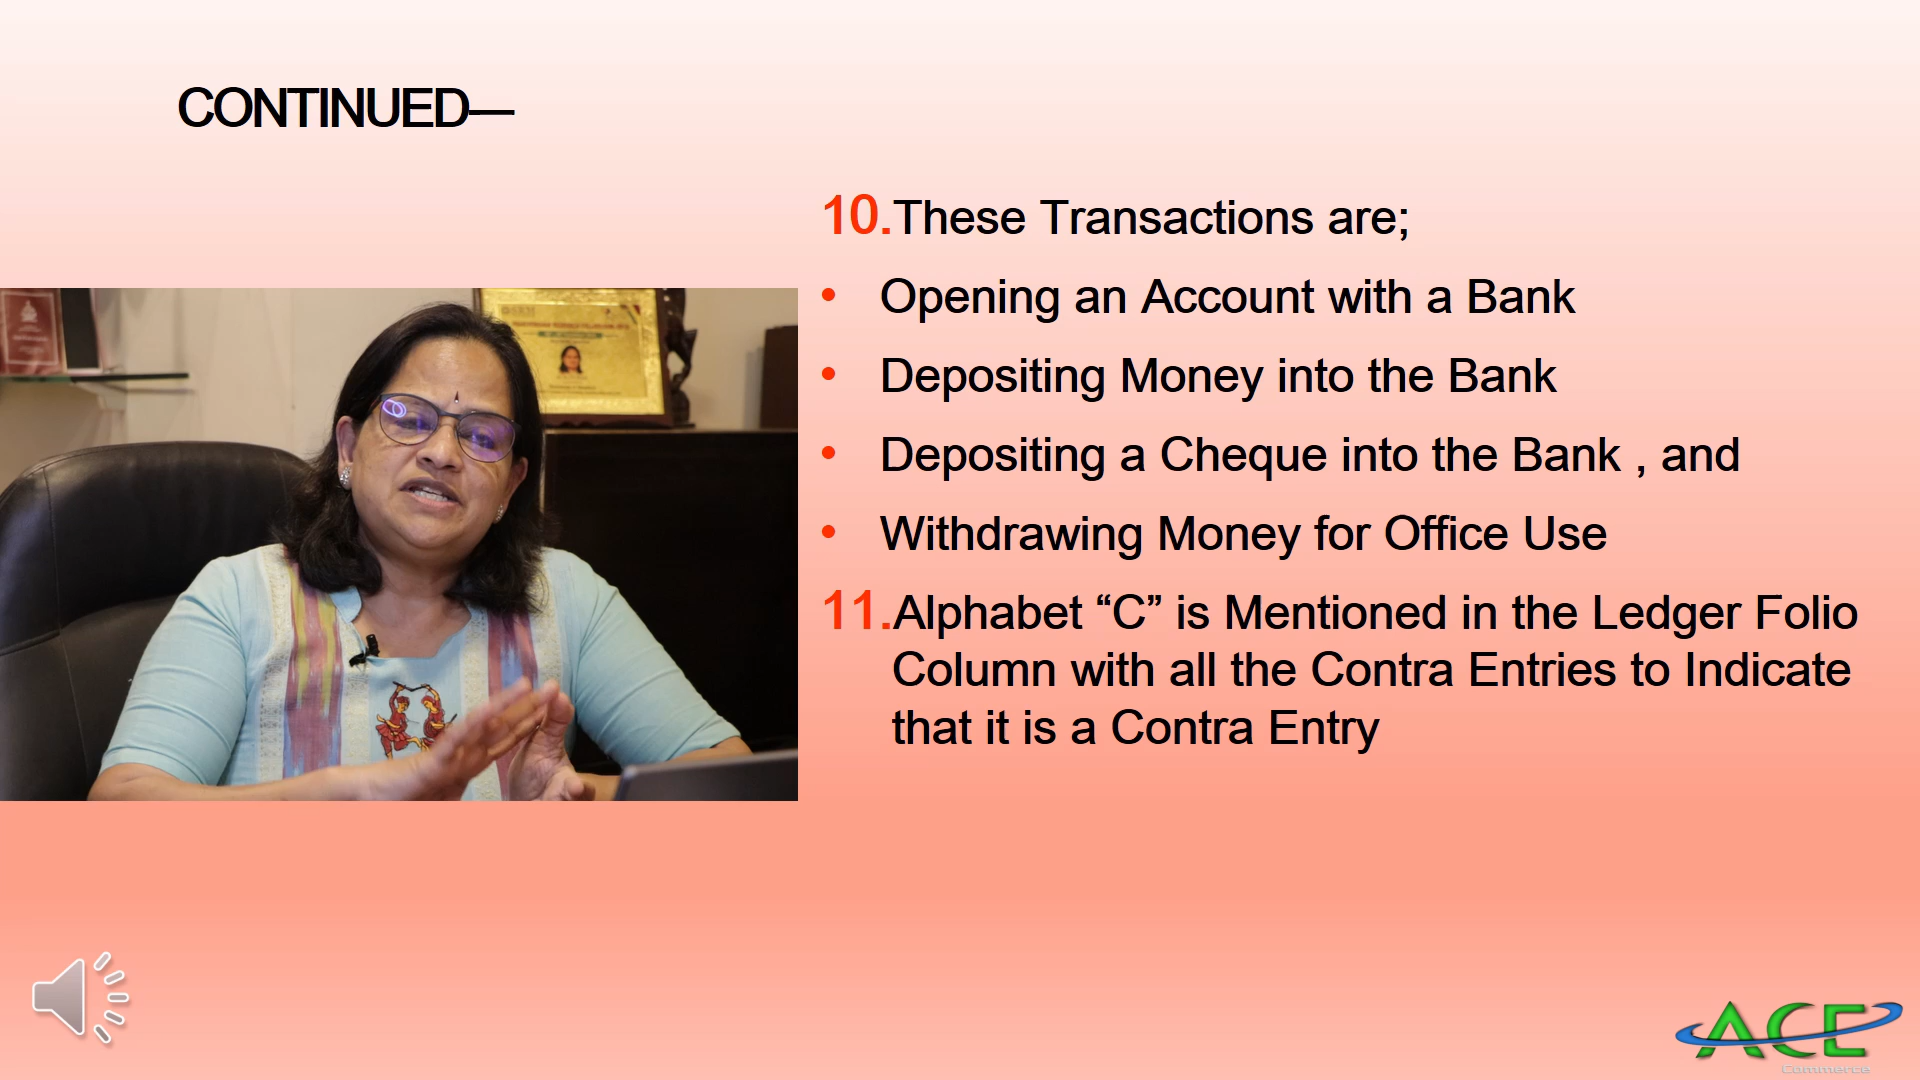 CONTINUED—
10.These Transactions are;
• Opening an Account with a Bank
• Depositing Money into the Bank
• Depositing a Cheque into the Bank , and
• Withdrawing Money for Office Use
11.Alphabet “C” is Mentioned in the Ledger Folio
Column with all the Contra Entries to Indicate
that it is a Contra Entry
ACE
Commerce